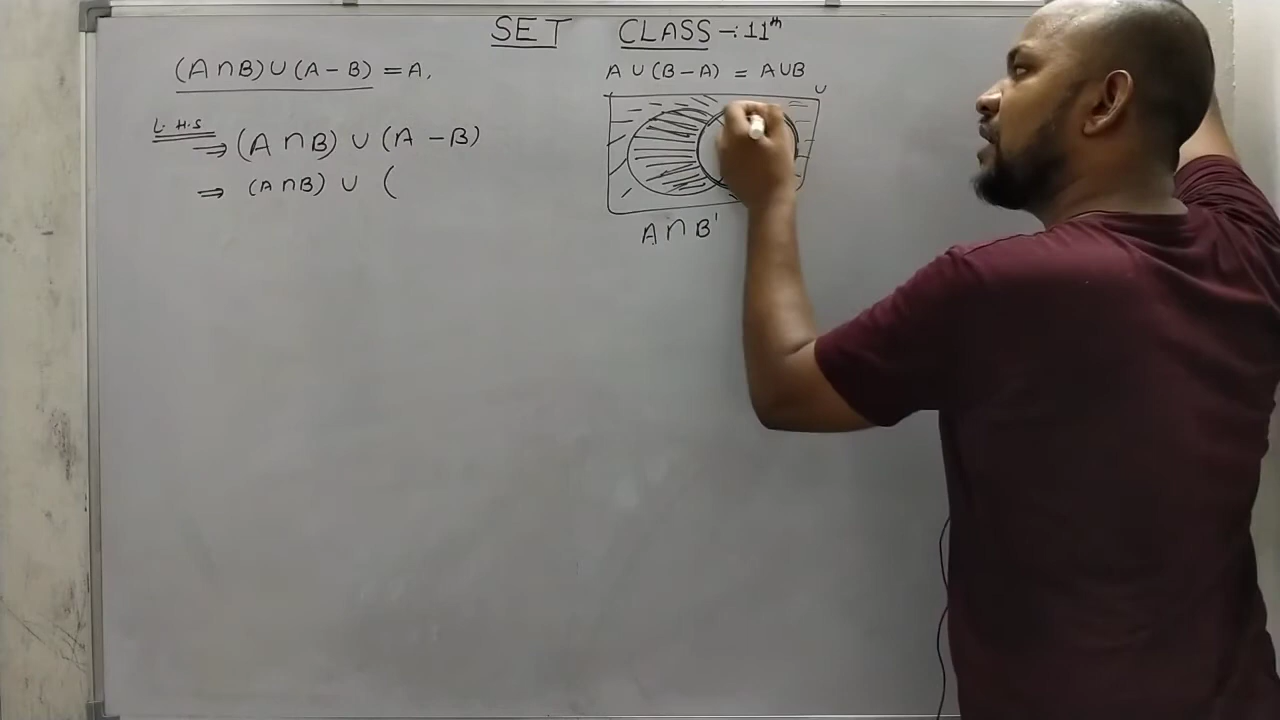 SET CLASS -: 11th
(A ∩ B) ∪ (A - B) = A.
L.H.S
⇒ (A ∩ B) ∪ (A - B)
⇒ (A ∩ B) ∪ (
A ∪ (B - A) = A ∪ B
∪
A ∩ B'